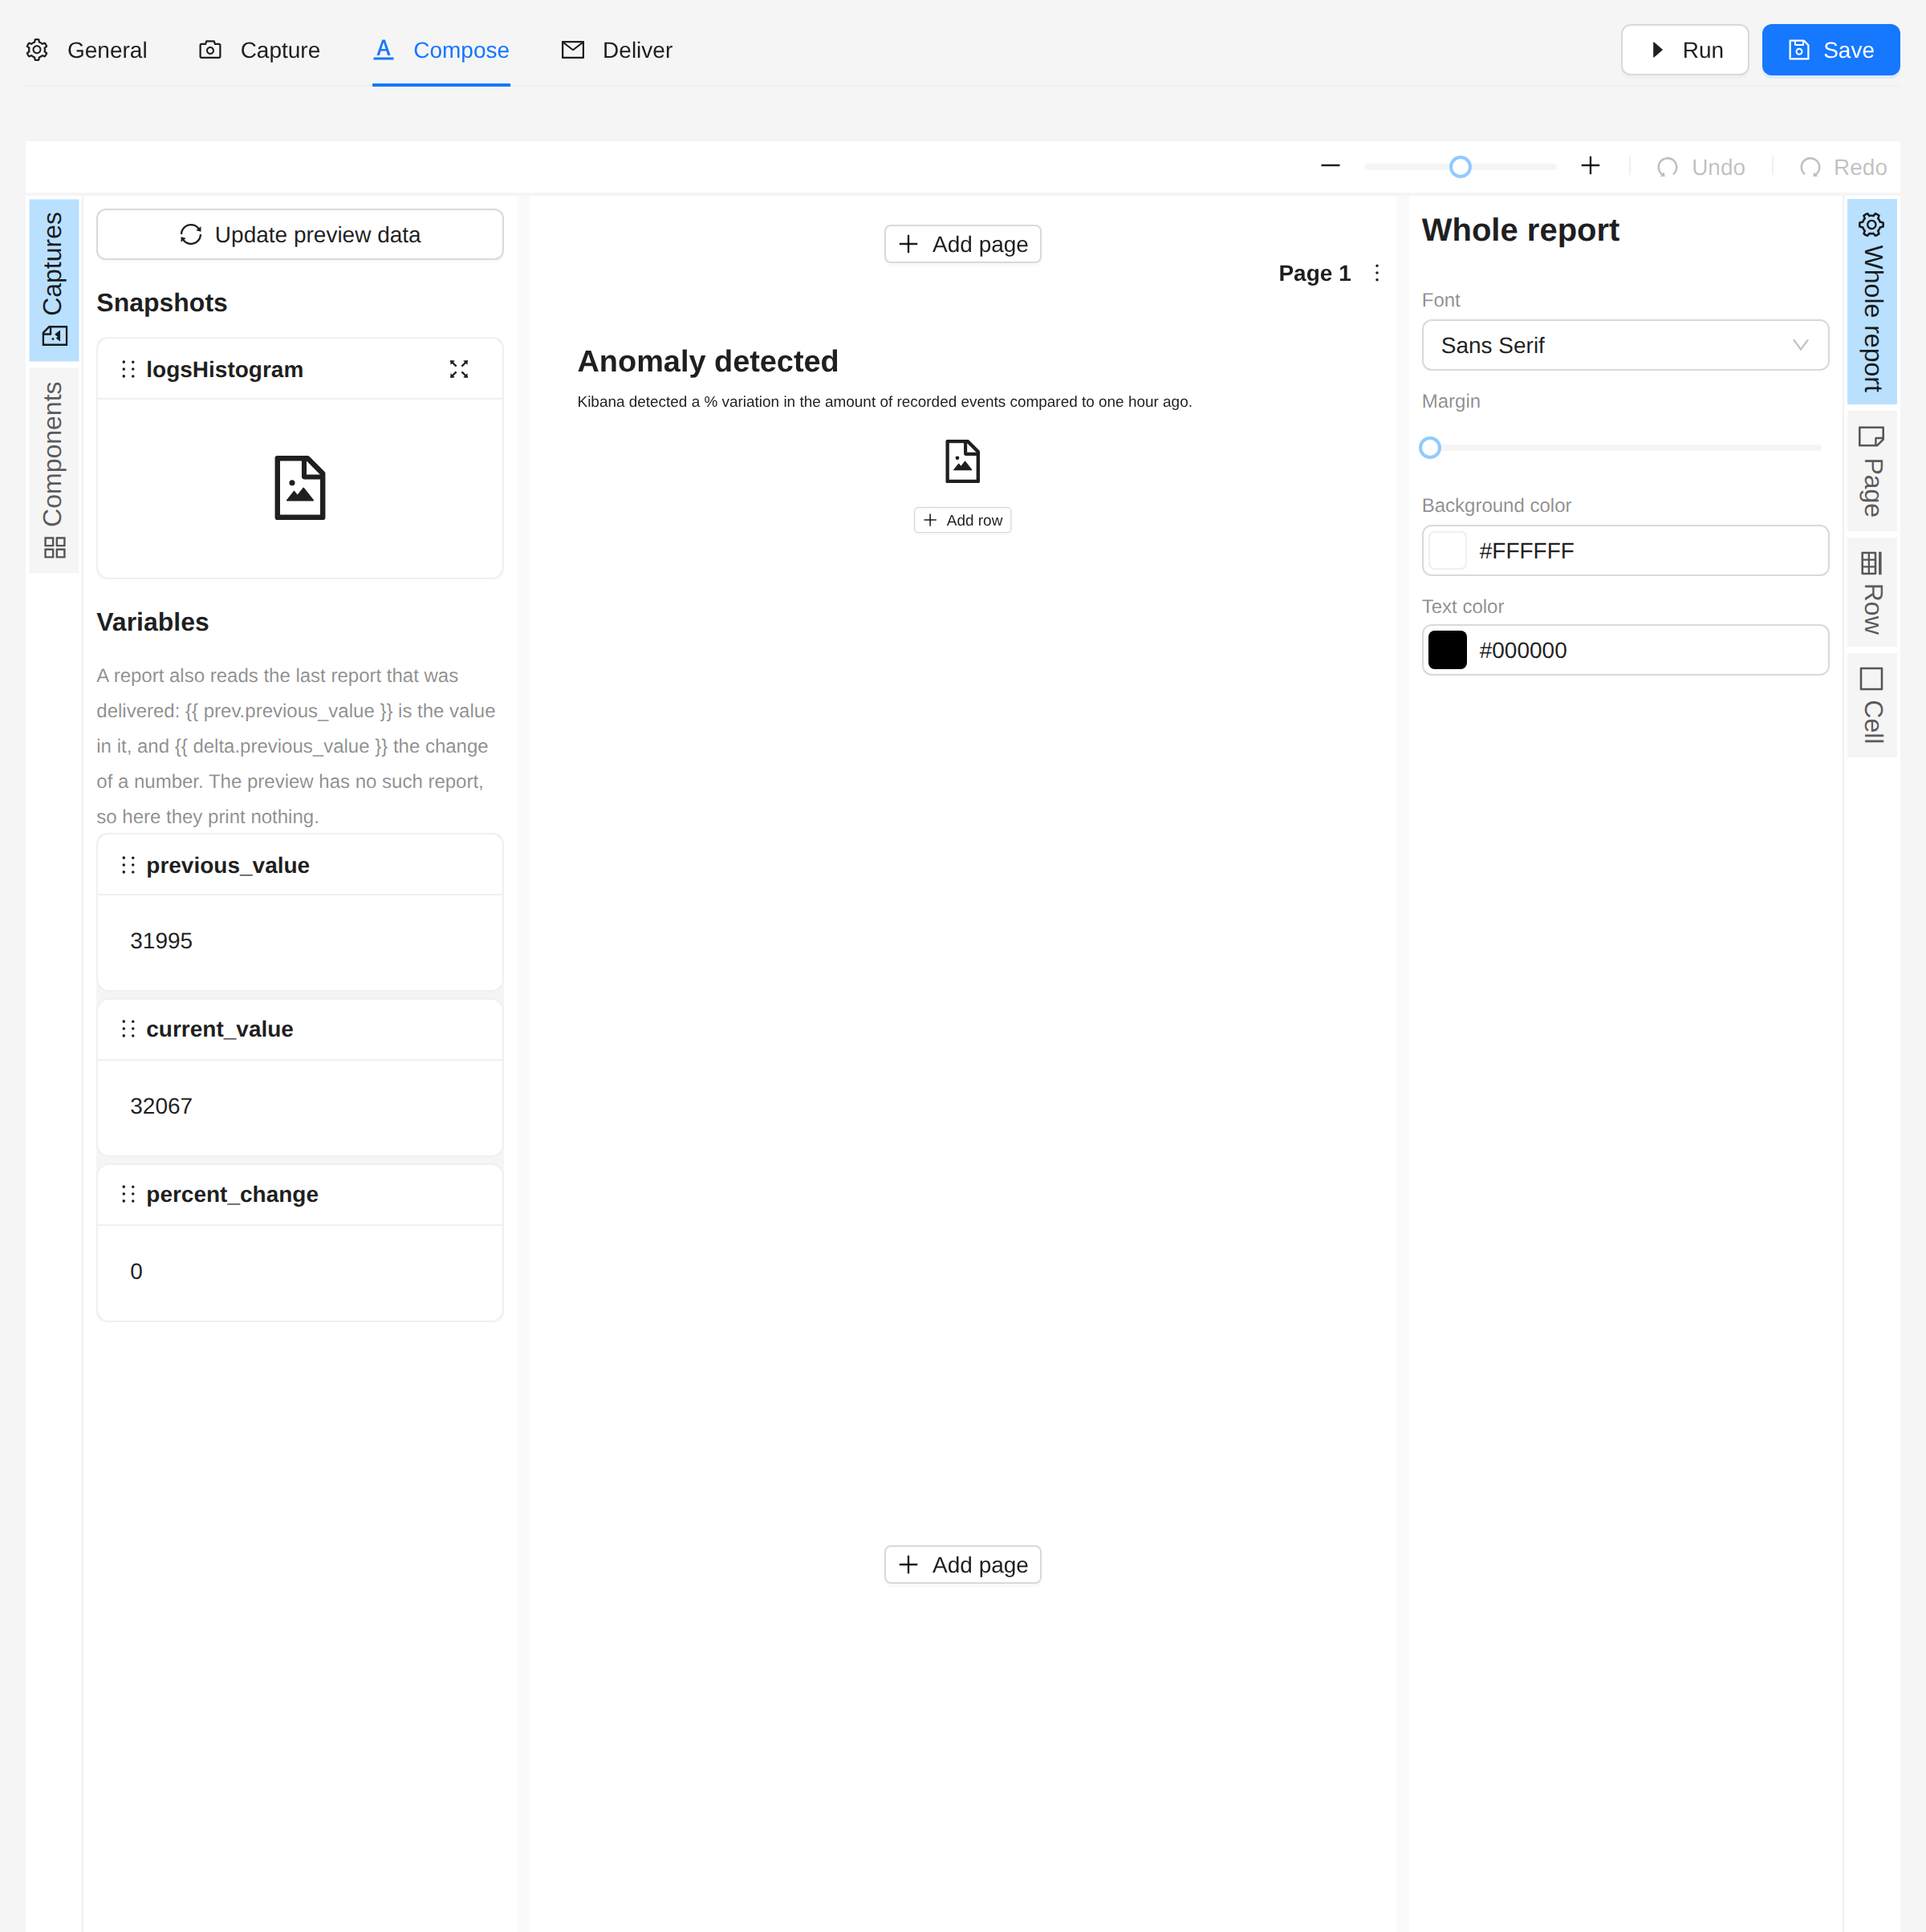 General
Capture
Compose
Deliver
Run
Save
Undo
Redo
Captures
Components
Update preview data
Snapshots
logsHistogram
Variables
A report also reads the last report that was
delivered: {{ prev.previous_value }} is the value
in it, and {{ delta.previous_value }} the change
of a number. The preview has no such report,
so here they print nothing.
previous_value
31995
current_value
32067
percent_change
0
Add page
Page 1
Anomaly detected
Kibana detected a % variation in the amount of recorded events compared to one hour ago.
Add row
Add page
Whole report
Font
Sans Serif
Margin
Background color
#FFFFFF
Text color
#000000
Whole report
Page
Row
Cell